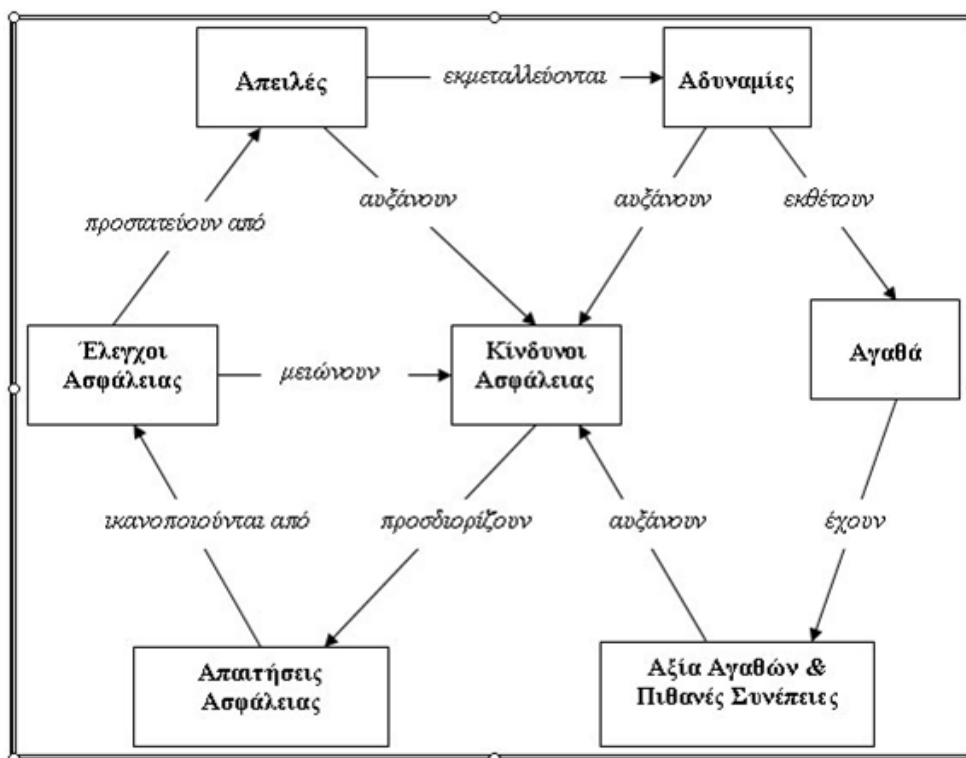 Απειλές
εκμεταλλεύονται
Αδυναμίες
προστατεύουν από
αυξάνουν
αυξάνουν
εκθέτουν
Έλεγχοι
Ασφάλειας
μειώνουν
Κίνδυνοι
Ασφάλειας
Αγαθά
ικανοποιούνται από
προσδιορίζουν
αυξάνουν
έχουν
Απαιτήσεις
Ασφάλειας
Αξία Αγαθών &
Πιθανές Συνέπειες